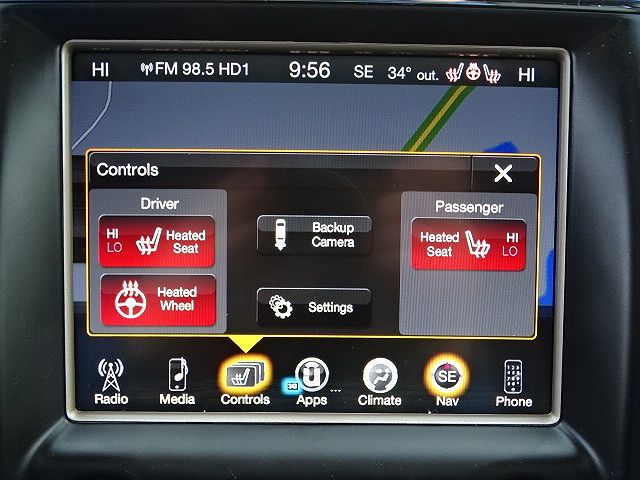 HI FM 98.5 HD1 9:56 SE 34° out. HI
Controls
Driver
HI
LO
Heated
Seat
Heated
Wheel
Backup
Camera
Settings
Passenger
Heated
Seat
HI
LO
SE
3G
Radio Media Controls Apps Climate Nav Phone